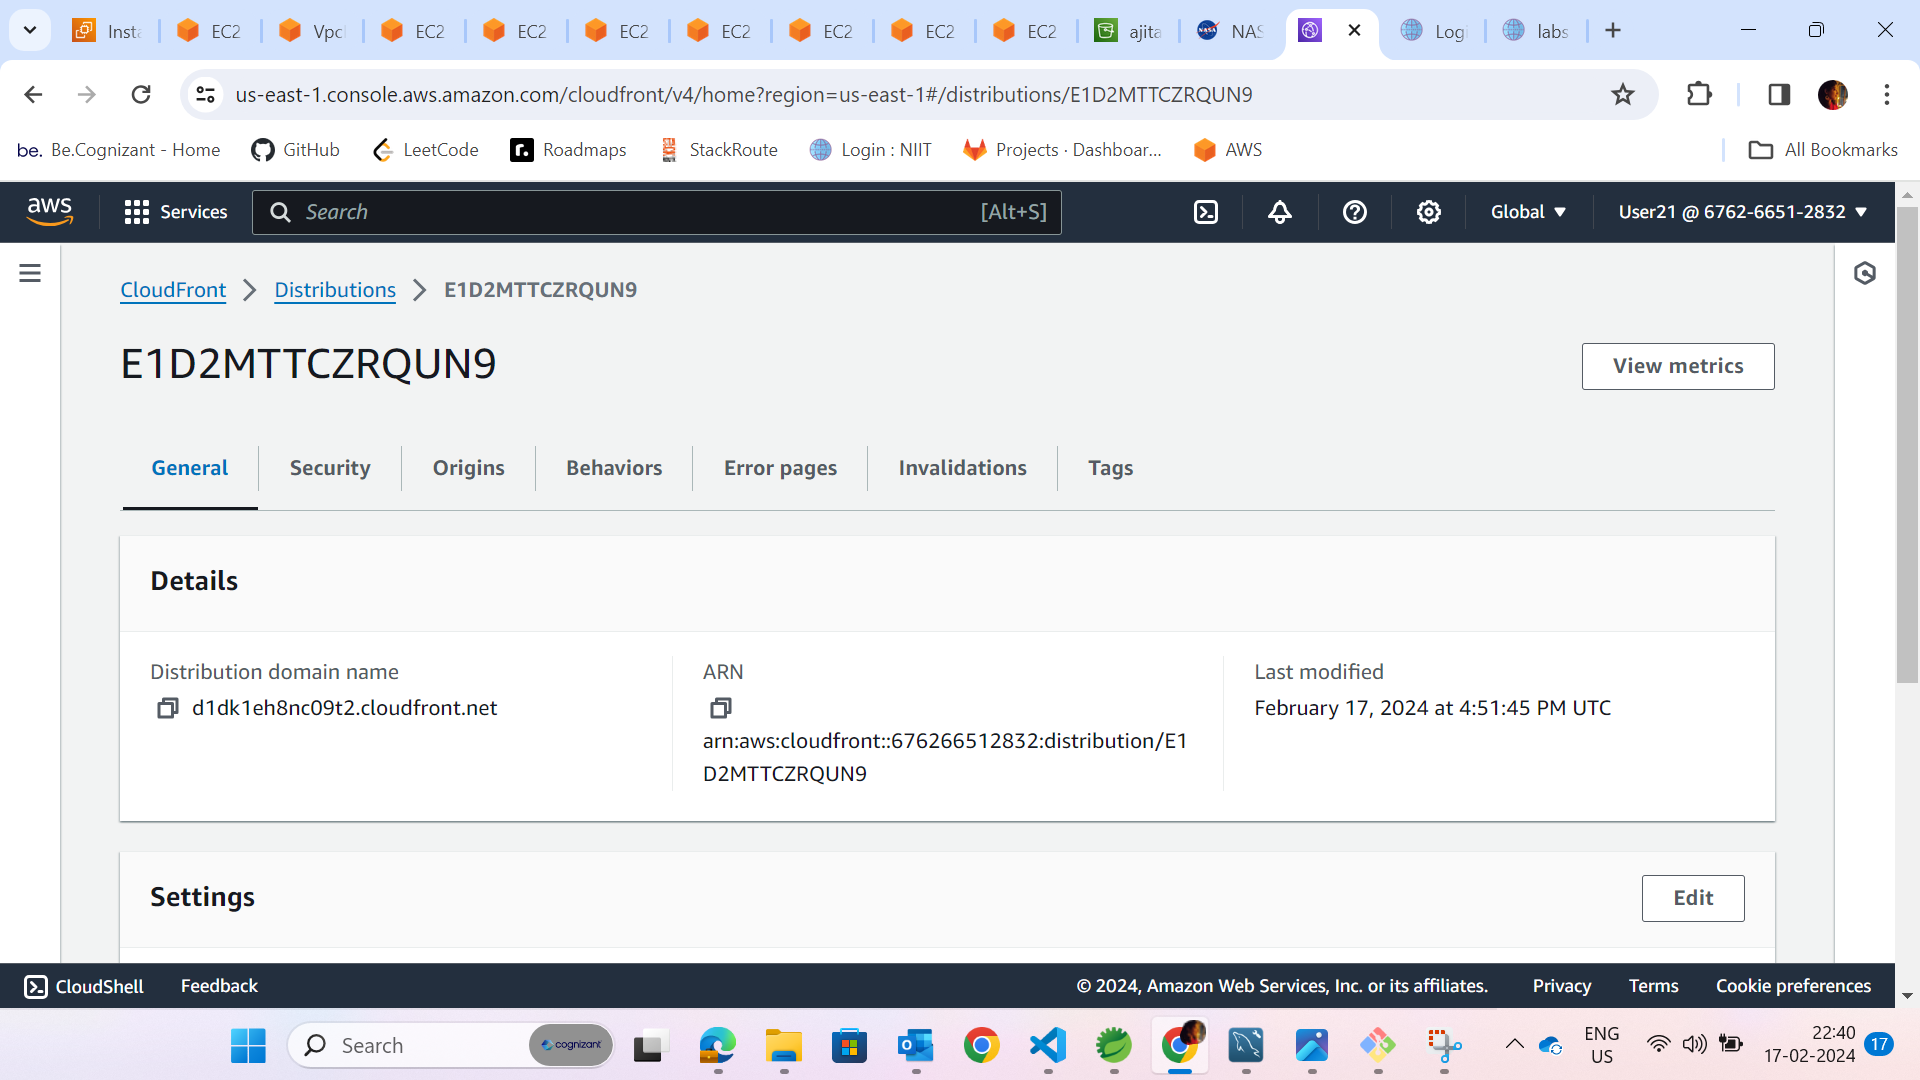 Insta
EC2
Vpc
EC2
EC2
EC2
EC2
EC2
EC2
EC2
ajita
NAS
Logi
labs
us-east-1.console.aws.amazon.com/cloudfront/v4/home?region=us-east-1#/distributions/E1D2MTTCZRQUN9
be. Be.Cognizant - Home
GitHub
LeetCode
r. Roadmaps
StackRoute
Login : NIIT
Projects · Dashboar...
AWS
All Bookmarks
aws
Services
Search
[Alt+S]
Global
User21 @ 6762-6651-2832
CloudFront
Distributions
E1D2MTTCZRQUN9
E1D2MTTCZRQUN9
View metrics
General
Security
Origins
Behaviors
Error pages
Invalidations
Tags
Details
Distribution domain name
d1dk1eh8nc09t2.cloudfront.net
ARN
arn:aws:cloudfront::676266512832:distribution/E1
D2MTTCZRQUN9
Last modified
February 17, 2024 at 4:51:45 PM UTC
Settings
Edit
CloudShell
Feedback
© 2024, Amazon Web Services, Inc. or its affiliates.
Privacy
Terms
Cookie preferences
Search
cognizant
ENG
US
22:40
17-02-2024
17